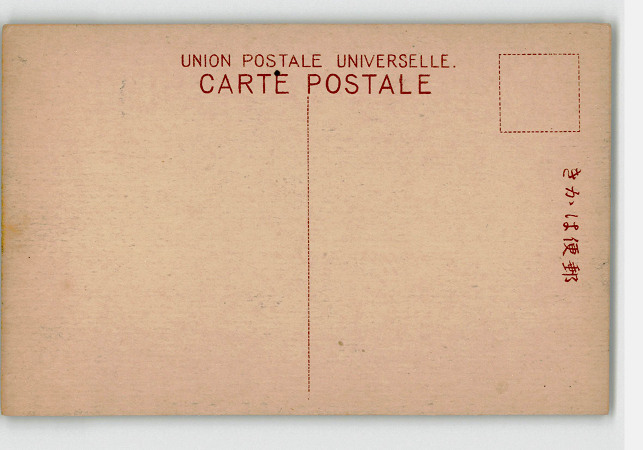 UNION POSTALE UNIVERSELLE.
CARTE POSTALE
きかは便郵